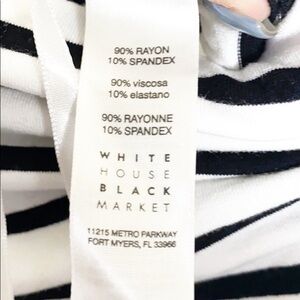 90% RAYON
10% SPANDEX
90% viscosa
10% elastano
90% RAYONNE
10% SPANDEX
WHITE
HOUSE
BLACK
MARKET
11215 METRO PARKWAY
FORT MYERS, FL 33966